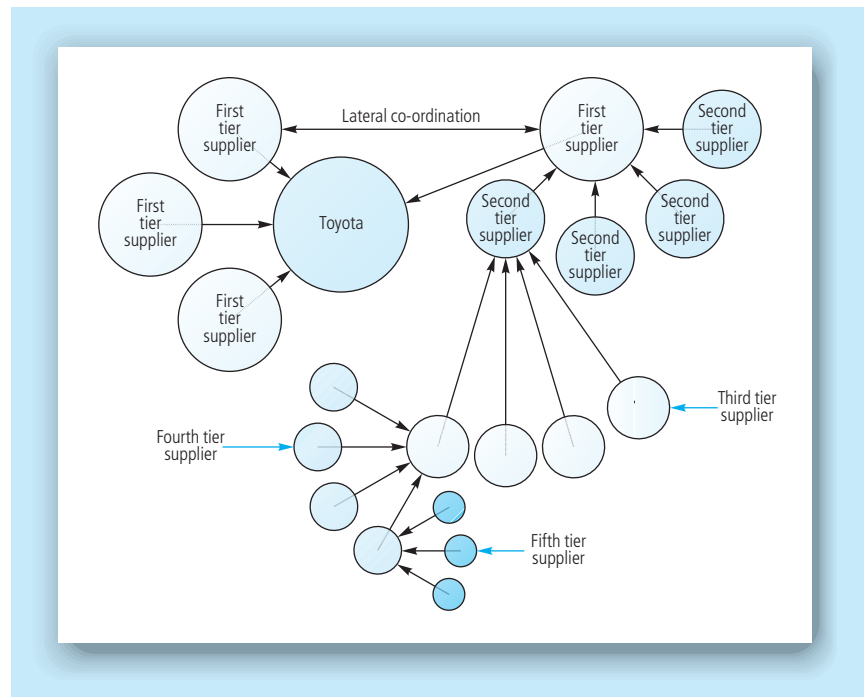 First
tier
supplier
Lateral co-ordination
First
tier
supplier
Second
tier
supplier
First
tier
supplier
Toyota
Second
tier
supplier
Second
tier
supplier
Second
tier
supplier
First
tier
supplier
Third tier
supplier
Fourth tier
supplier
Fifth tier
supplier